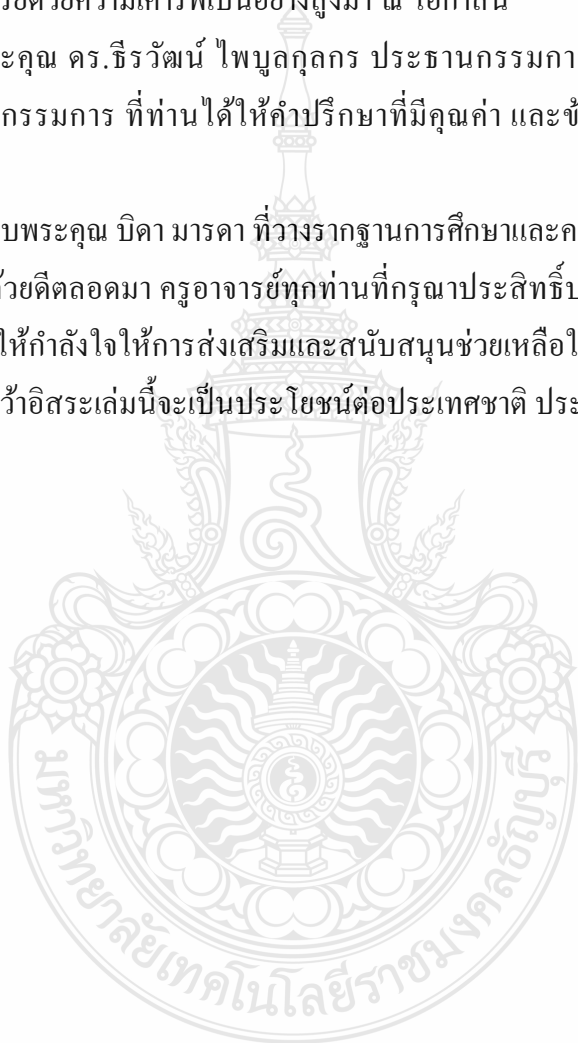 ด้วยความเคารพเป็นอย่างสูงมา ณ โอกาสนี้
ะคุณ ดร.ธีรวัฒน์ ไพบูลกุลกร ประธานกรรมกา
กรรมการ ที่ท่านได้ให้คำปรึกษาที่มีคุณค่า และข้
บพระคุณ บิดา มารดา ที่วางรากฐานการศึกษาและค
ด้วยดีตลอดมา ครูอาจารย์ทุกท่านที่กรุณาประสิทธิ์ป
ให้กำลังใจให้การส่งเสริมและสนับสนุนช่วยเหลือใ
ว้าอิสระเล่มนี้จะเป็นประโยชน์ต่อประเทศชาติ ประ
มหาวิทยาลัยเทคโนโลยีราชมงคลธัญบุรี